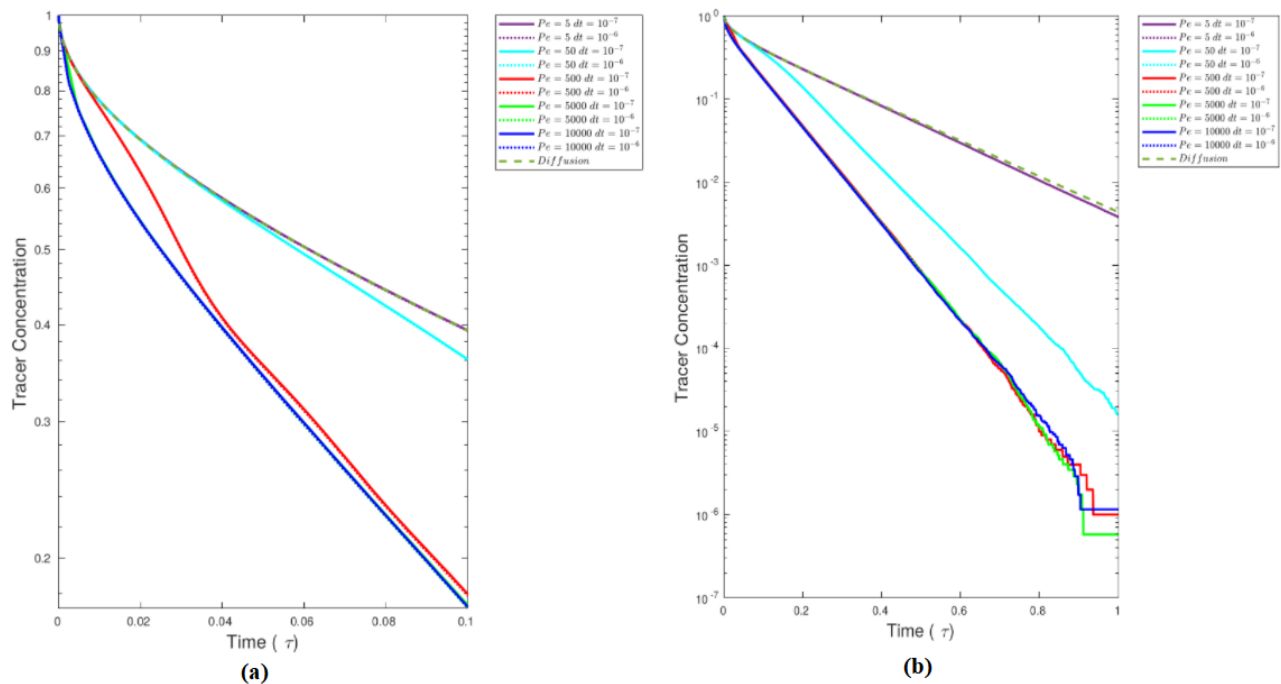 1
0.9
0.8
0.7
0.6
0.5
0.4
0.3
0.2
0
0.02
0.04
0.06
0.08
0.1
Tracer Concentration
Time ( τ)
Pe = 5 dt = 10⁻⁷
Pe = 5 dt = 10⁻⁶
Pe = 50 dt = 10⁻⁷
Pe = 50 dt = 10⁻⁶
Pe = 500 dt = 10⁻⁷
Pe = 500 dt = 10⁻⁶
Pe = 5000 dt = 10⁻⁷
Pe = 5000 dt = 10⁻⁶
Pe = 10000 dt = 10⁻⁷
Pe = 10000 dt = 10⁻⁶
Diffusion
(a)
10⁰
10⁻¹
10⁻²
10⁻³
10⁻⁴
10⁻⁵
10⁻⁶
10⁻⁷
0
0.2
0.4
0.6
0.8
1
Tracer Concentration
Time ( τ)
Pe = 5 dt = 10⁻⁷
Pe = 5 dt = 10⁻⁶
Pe = 50 dt = 10⁻⁷
Pe = 50 dt = 10⁻⁶
Pe = 500 dt = 10⁻⁷
Pe = 500 dt = 10⁻⁶
Pe = 5000 dt = 10⁻⁷
Pe = 5000 dt = 10⁻⁶
Pe = 10000 dt = 10⁻⁷
Pe = 10000 dt = 10⁻⁶
Diffusion
(b)